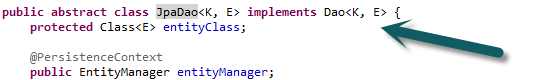 public abstract class JpaDao<K, E> implements Dao<K, E> {
protected Class<E> entityClass;
@PersistenceContext
public EntityManager entityManager;